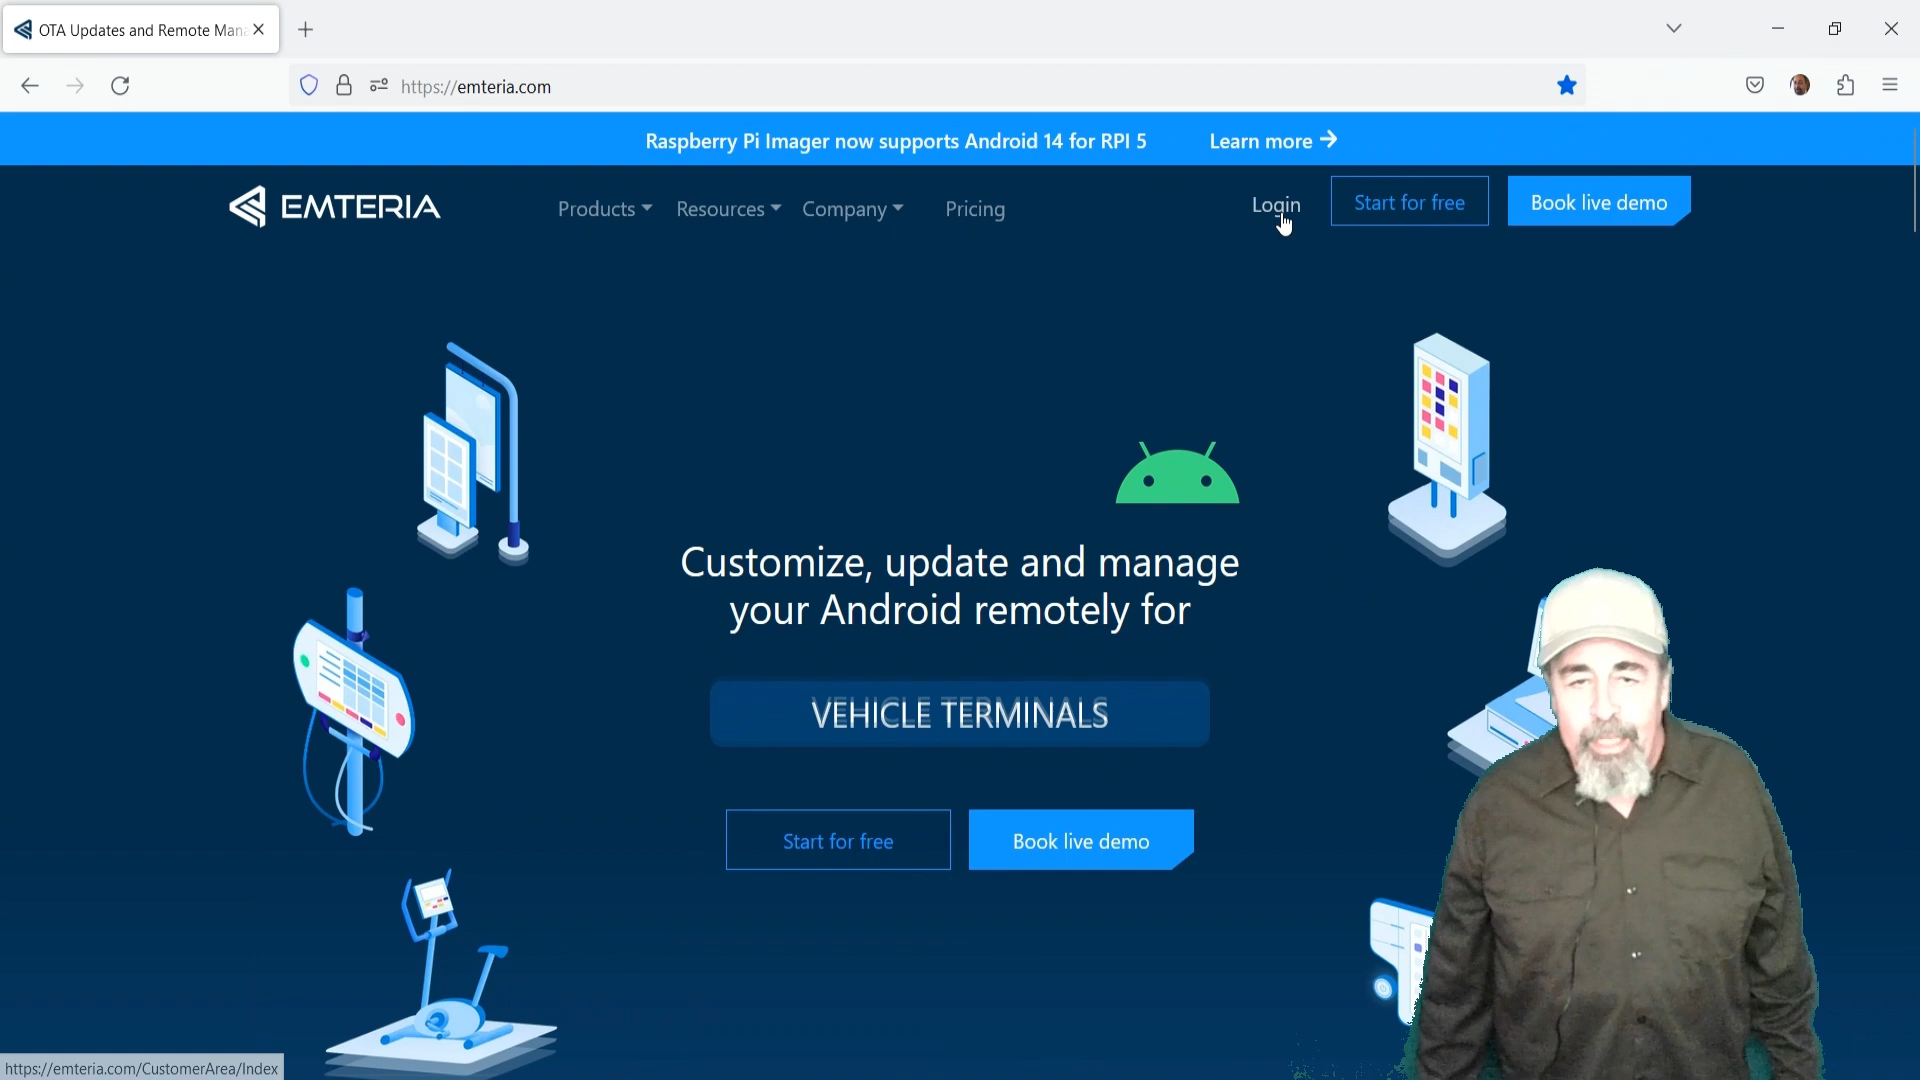 OTA Updates and Remote Mana
https://emteria.com
Raspberry Pi Imager now supports Android 14 for RPI 5
Learn more →
EMTERIA
Products
Resources
Company
Pricing
Login
Start for free
Book live demo
Customize, update and manage
your Android remotely for
VEHICLE TERMINALS
Start for free
Book live demo
https://emteria.com/CustomerArea/Index